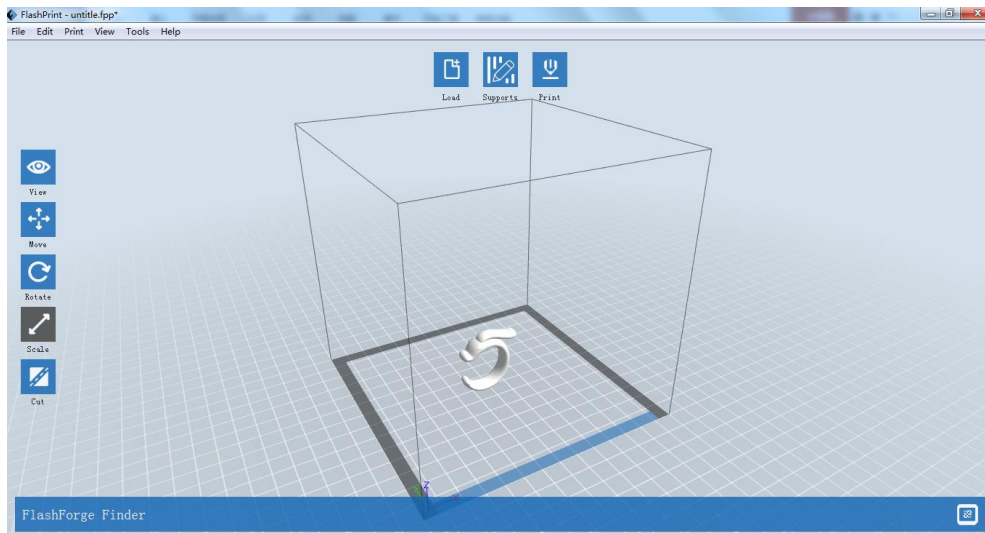 FlashPrint - untitle.fpp*
File Edit Print View Tools Help
Load Supports Print
View
Move
Rotate
Scale
Cut
Z
FlashForge Finder